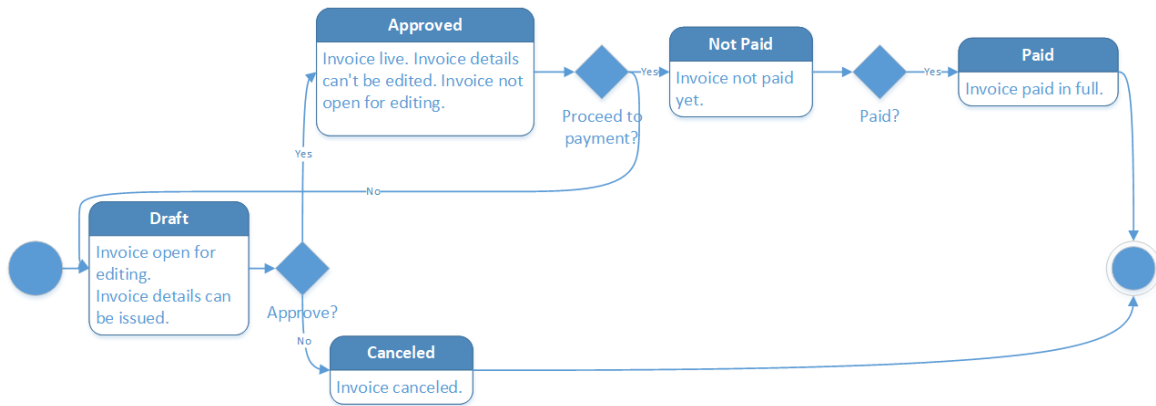 Approved
Invoice live. Invoice details
can't be edited. Invoice not
open for editing.
Proceed to
payment?
Yes
Not Paid
Invoice not paid
yet.
Paid?
Yes
Paid
Invoice paid in full.
Yes
No
Draft
Invoice open for
editing.
Invoice details can
be issued.
Approve?
No
Canceled
Invoice canceled.